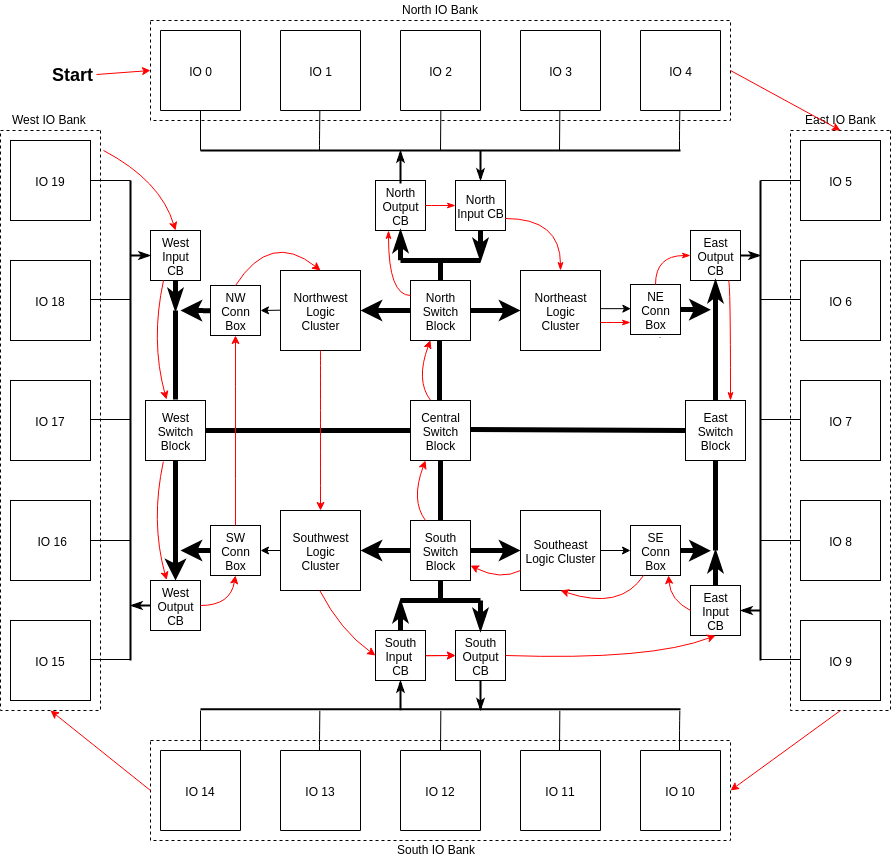 North IO Bank
Start
IO 0
IO 1
IO 2
IO 3
IO 4
West IO Bank
East IO Bank
IO 19
IO 18
IO 17
IO 16
IO 15
IO 5
IO 6
IO 7
IO 8
IO 9
North
Output
CB
North
Input CB
West
Input
CB
East
Output
CB
NW
Conn
Box
Northwest
Logic
Cluster
North
Switch
Block
Northeast
Logic
Cluster
NE
Conn
Box
West
Switch
Block
Central
Switch
Block
East
Switch
Block
SW
Conn
Box
Southwest
Logic
Cluster
South
Switch
Block
Southeast
Logic Cluster
SE
Conn
Box
West
Output
CB
East
Input
CB
South
Input
CB
South
Output
CB
IO 14
IO 13
IO 12
IO 11
IO 10
South IO Bank